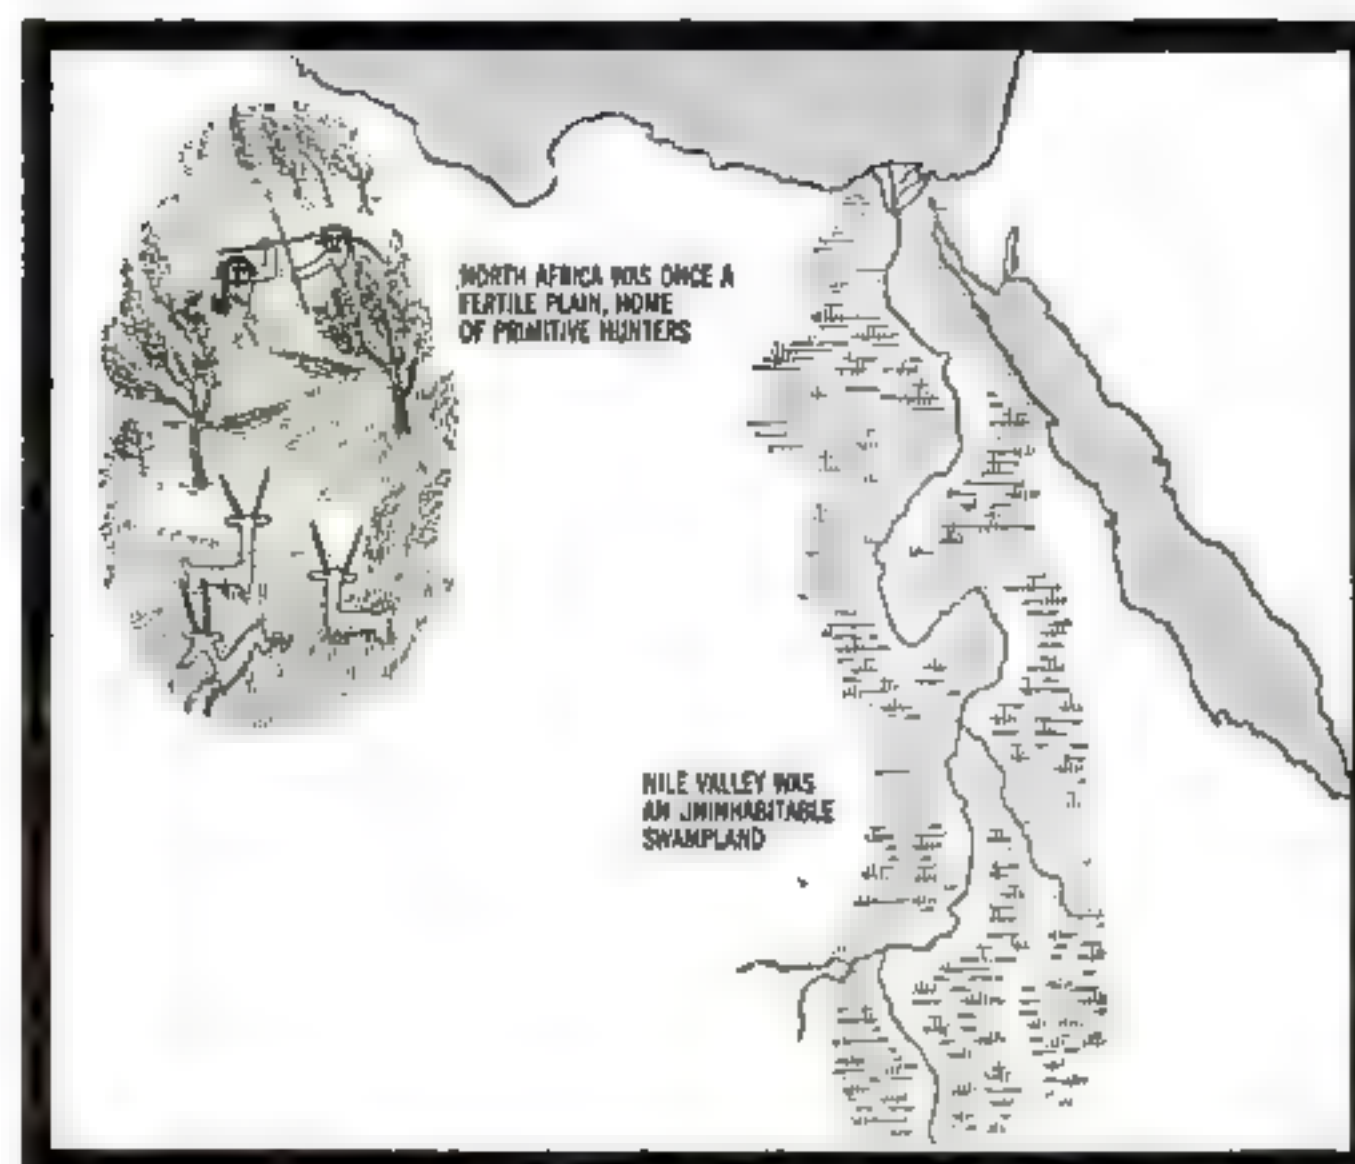 NORTH AFRICA WAS ONCE A
FERTILE PLAIN, HOME
OF PRIMITIVE HUNTERS
NILE VALLEY WAS
AN UNINHABITABLE
SWAMPLAND